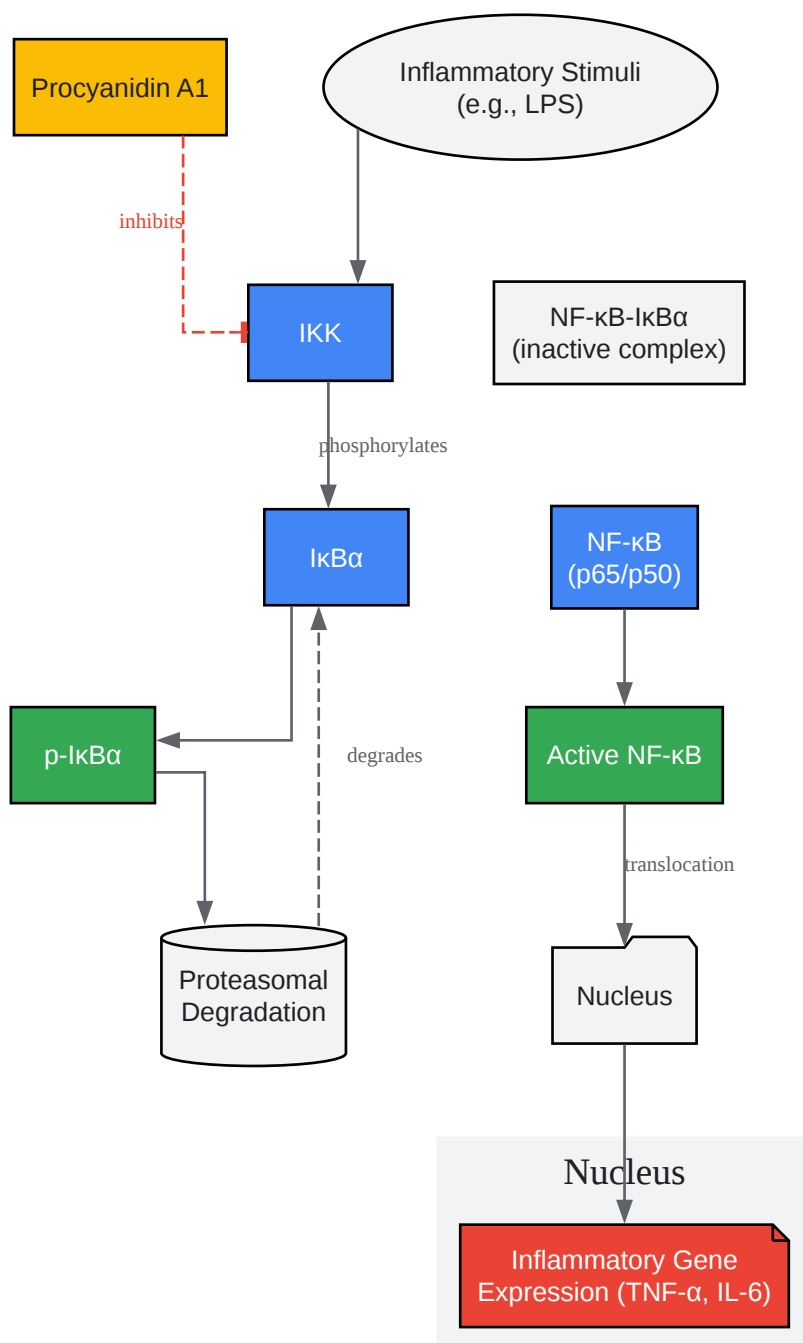 Procyanidin A1
Inflammatory Stimuli
(e.g., LPS)
inhibits
IKK
NF-κB-IκBα
(inactive complex)
phosphorylates
IκBα
NF-κB
(p65/p50)
p-IκBα
degrades
Active NF-κB
translocation
Proteasomal
Degradation
Nucleus
Nucleus
Inflammatory Gene
Expression (TNF-α, IL-6)